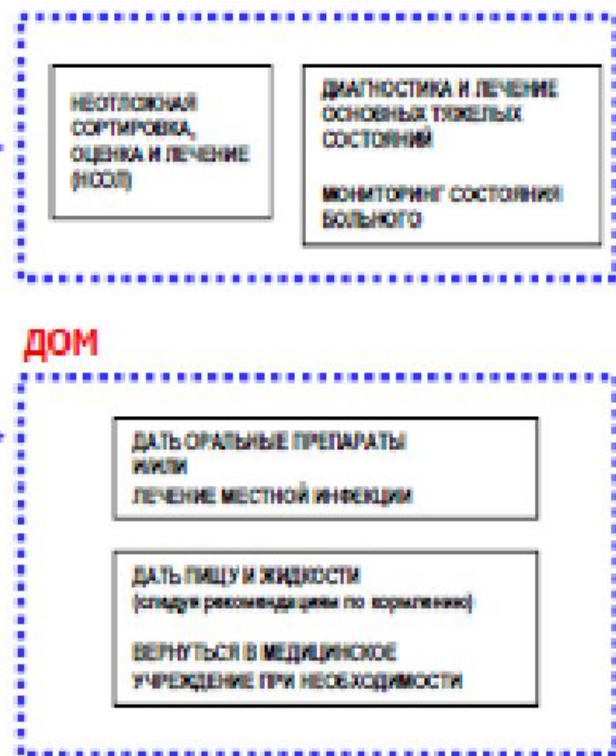 НЕОТЛОЖНАЯ
СОРТИРОВКА,
ОЦЕНКА И ЛЕЧЕНИЕ
(НСОЛ)
ДИАГНОСТИКА И ЛЕЧЕНИЕ
ОСНОВНЫХ ТЯЖЕЛЫХ
СОСТОЯНИЙ
МОНИТОРИНГ СОСТОЯНИЯ
БОЛЬНОГО
ДОМ
ДАТЬ ОРАЛЬНЫЕ ПРЕПАРАТЫ
И/ИЛИ
ЛЕЧЕНИЕ МЕСТНОЙ ИНФЕКЦИИ
ДАТЬ ПИЩУ И ЖИДКОСТИ
(следуя рекомендациям по кормлению)
ВЕРНУТЬСЯ В МЕДИЦИНСКОЕ
УЧРЕЖДЕНИЕ ПРИ НЕОБХОДИМОСТИ